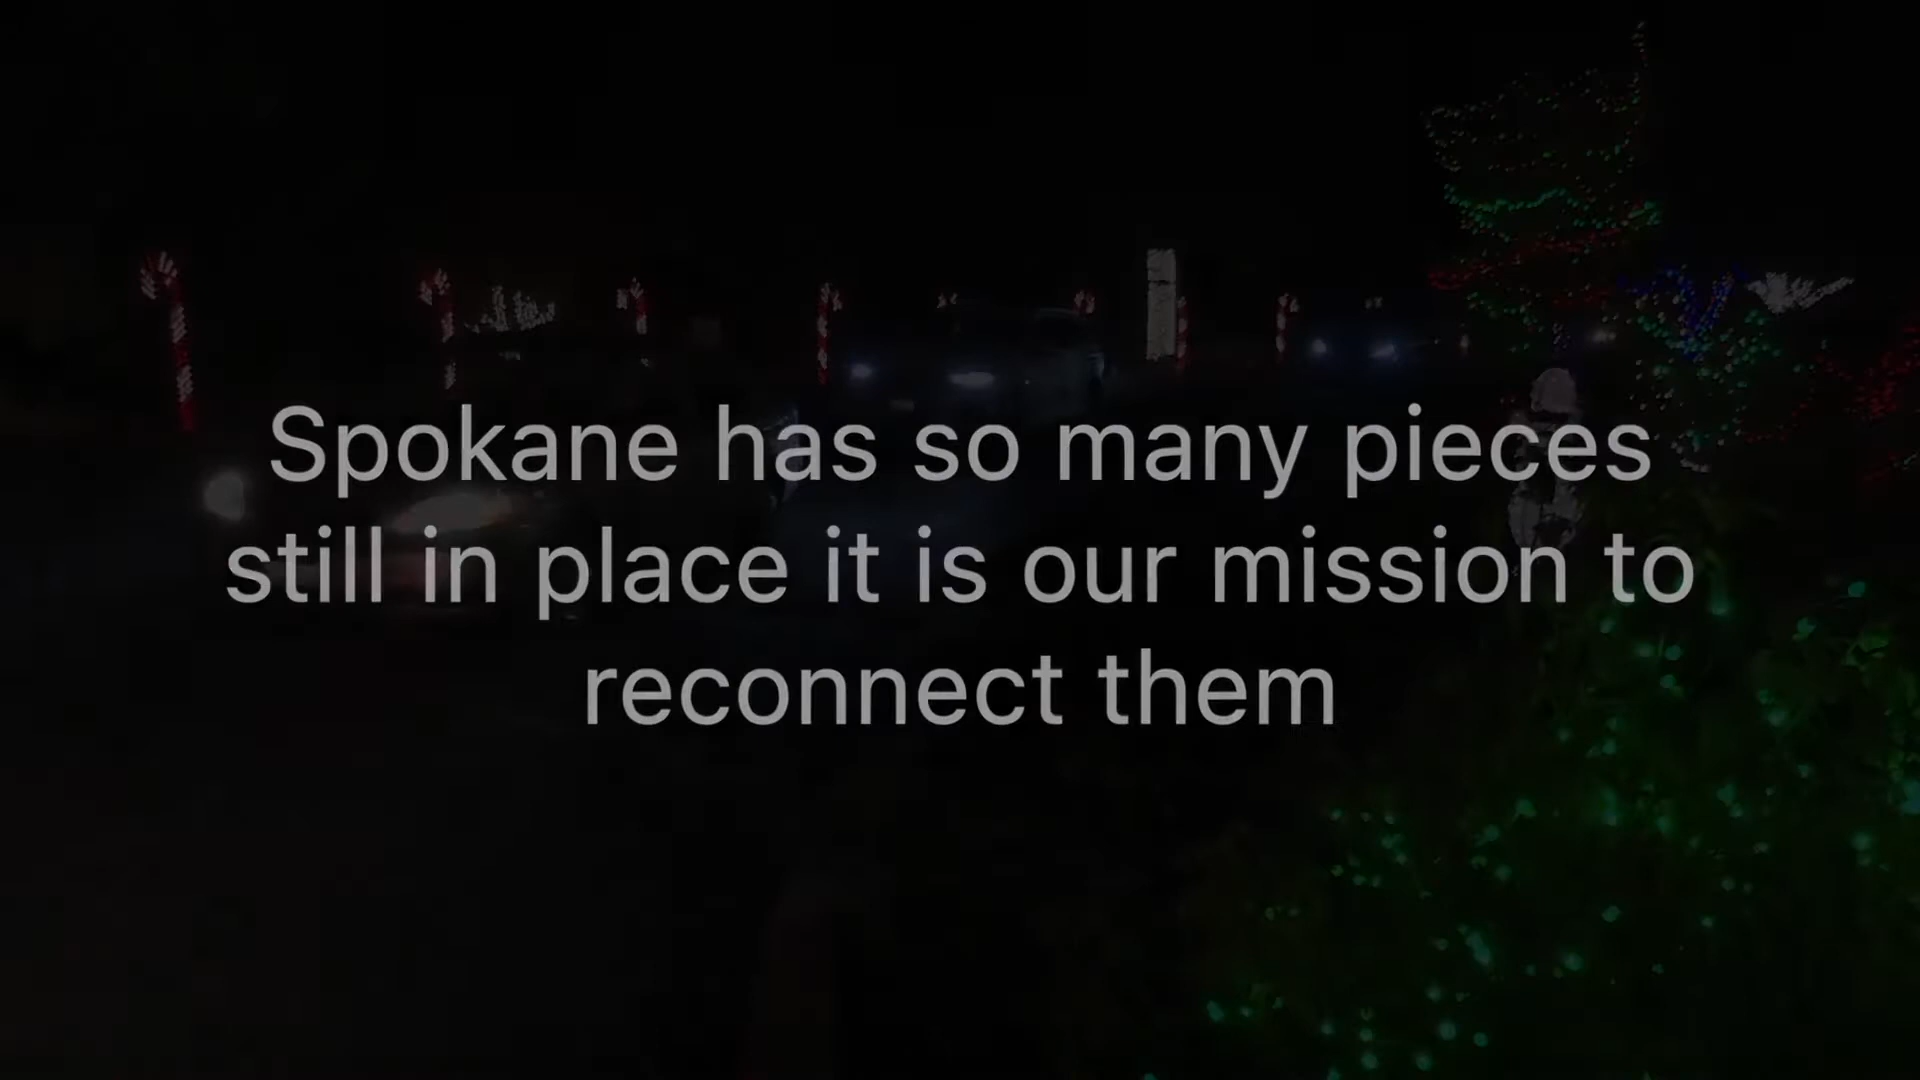 Spokane has so many pieces
still in place it is our mission to
reconnect them